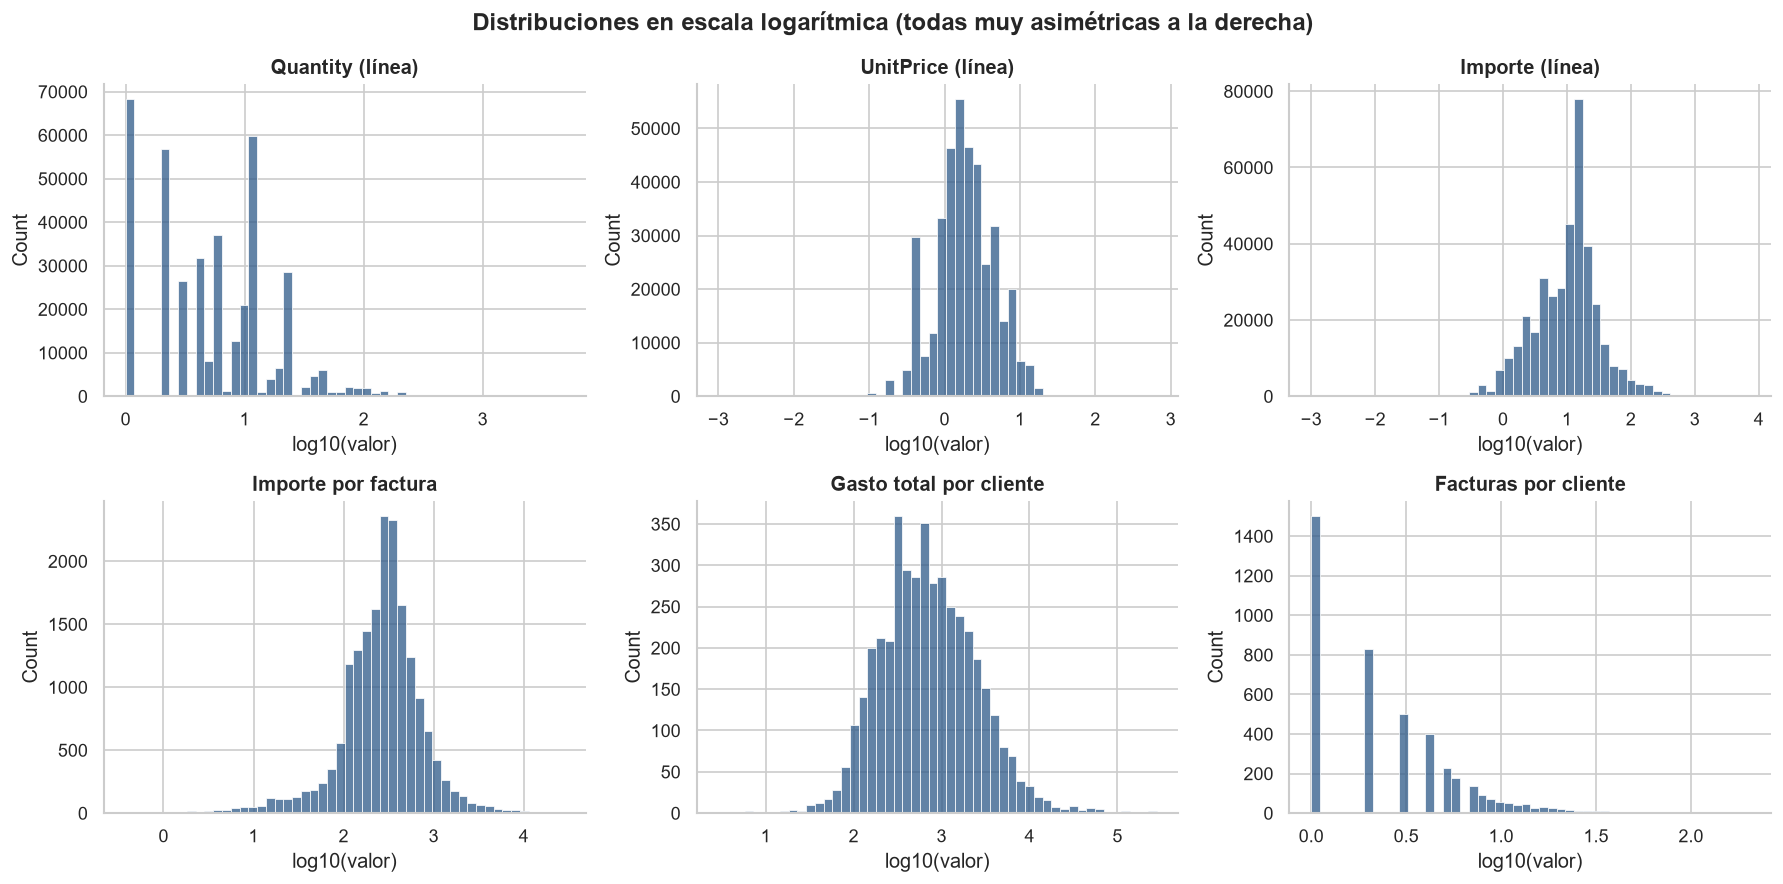 Distribuciones en escala logarítmica (todas muy asimétricas a la derecha)
Quantity (línea)
70000
60000
50000
40000
30000
20000
10000
0
Count
0 1 2 3
log10(valor)
UnitPrice (línea)
50000
40000
30000
20000
10000
0
Count
−3 −2 −1 0 1 2 3
log10(valor)
Importe (línea)
80000
60000
40000
20000
0
Count
−3 −2 −1 0 1 2 3 4
log10(valor)
Importe por factura
2000
1500
1000
500
0
Count
0 1 2 3 4
log10(valor)
Gasto total por cliente
350
300
250
200
150
100
50
0
Count
1 2 3 4 5
log10(valor)
Facturas por cliente
1400
1200
1000
800
600
400
200
0
Count
0.0 0.5 1.0 1.5 2.0
log10(valor)